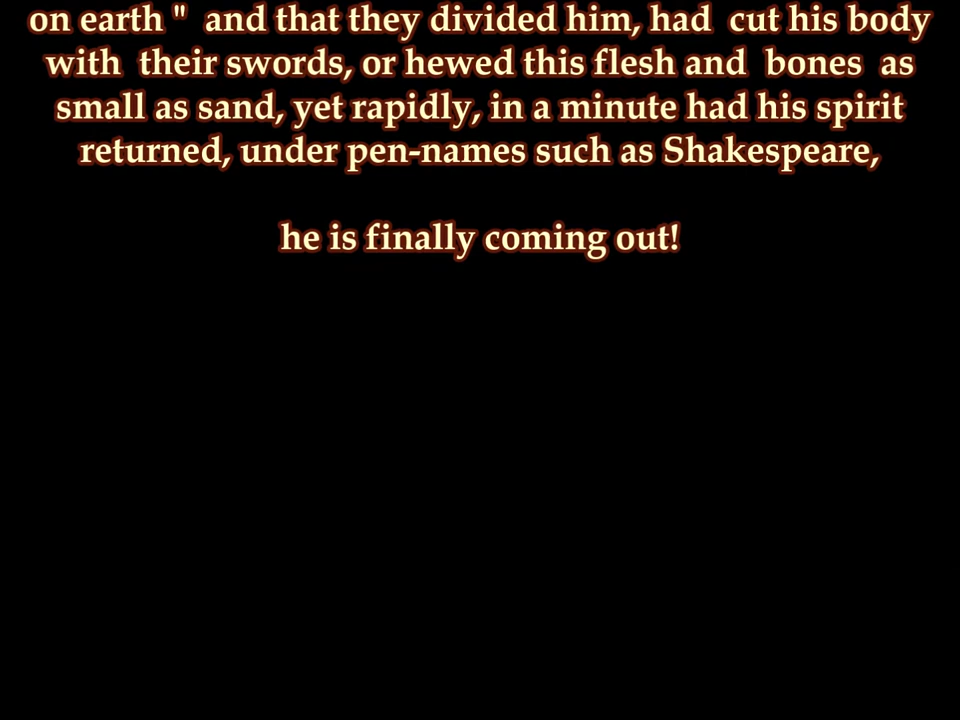 on earth "  and that they divided him, had  cut his body
with  their swords, or hewed this flesh and  bones  as
small as sand, yet rapidly, in a minute had his spirit
returned, under pen-names such as Shakespeare,
he is finally coming out!